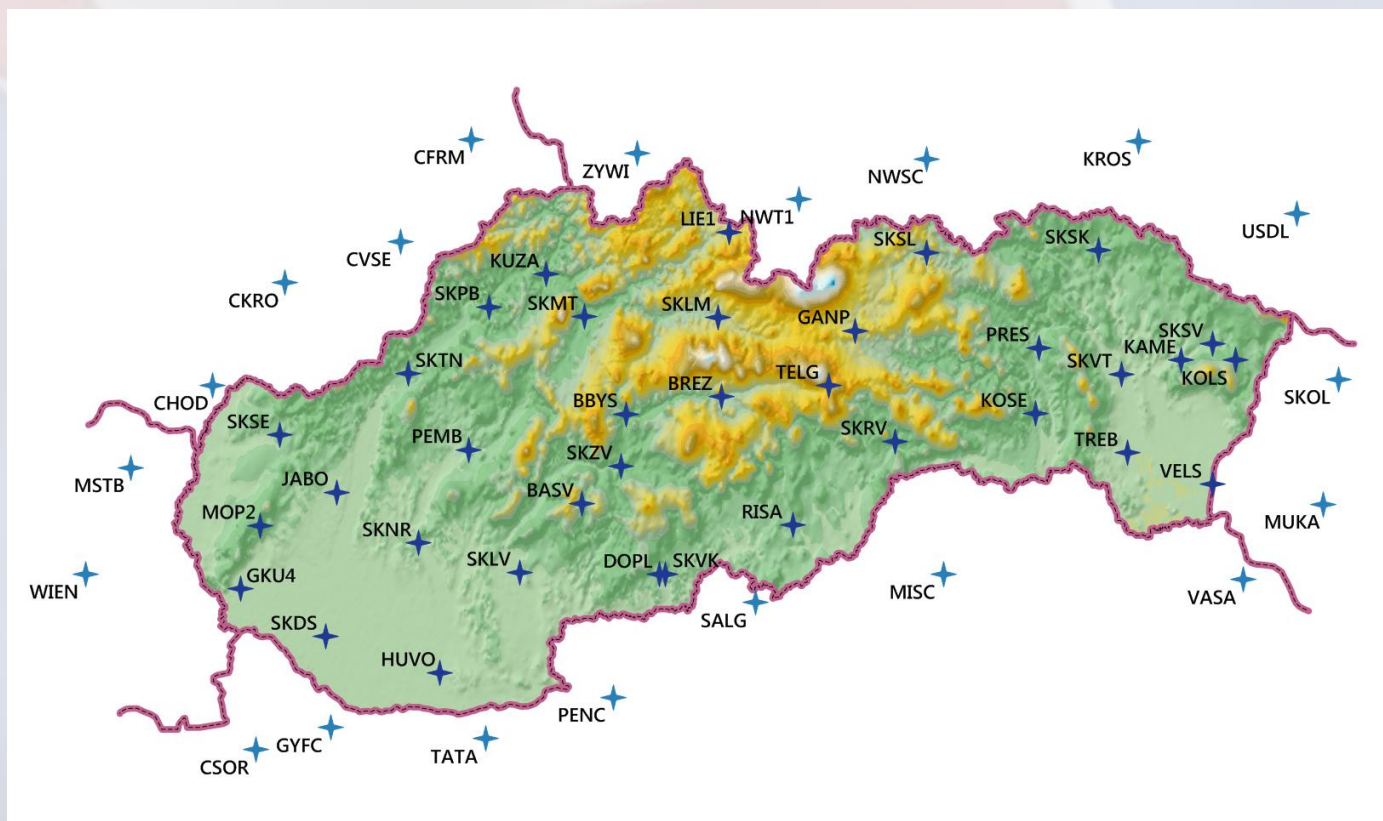 CFRM
ZYWI
KROS
NWSC
LIE1
NWT1
USDL
CVSE
SKSL
SKSK
KUZA
CKRO
SKPB
SKMT
SKLM
GANP
PRES
SKSV
KAME
SKVT
KOLS
SKTN
BREZ
TELG
SKOL
CHOD
BBYS
KOSE
SKSE
PEMB
SKRV
TREB
SKZV
VELS
MSTB
JABO
BASV
MOP2
RISA
MUKA
SKNR
SKLV
DOPL
SKVK
GKU4
WIEN
MISC
VASA
SKDS
SALG
HUVO
PENC
GYFC
TATA
CSOR